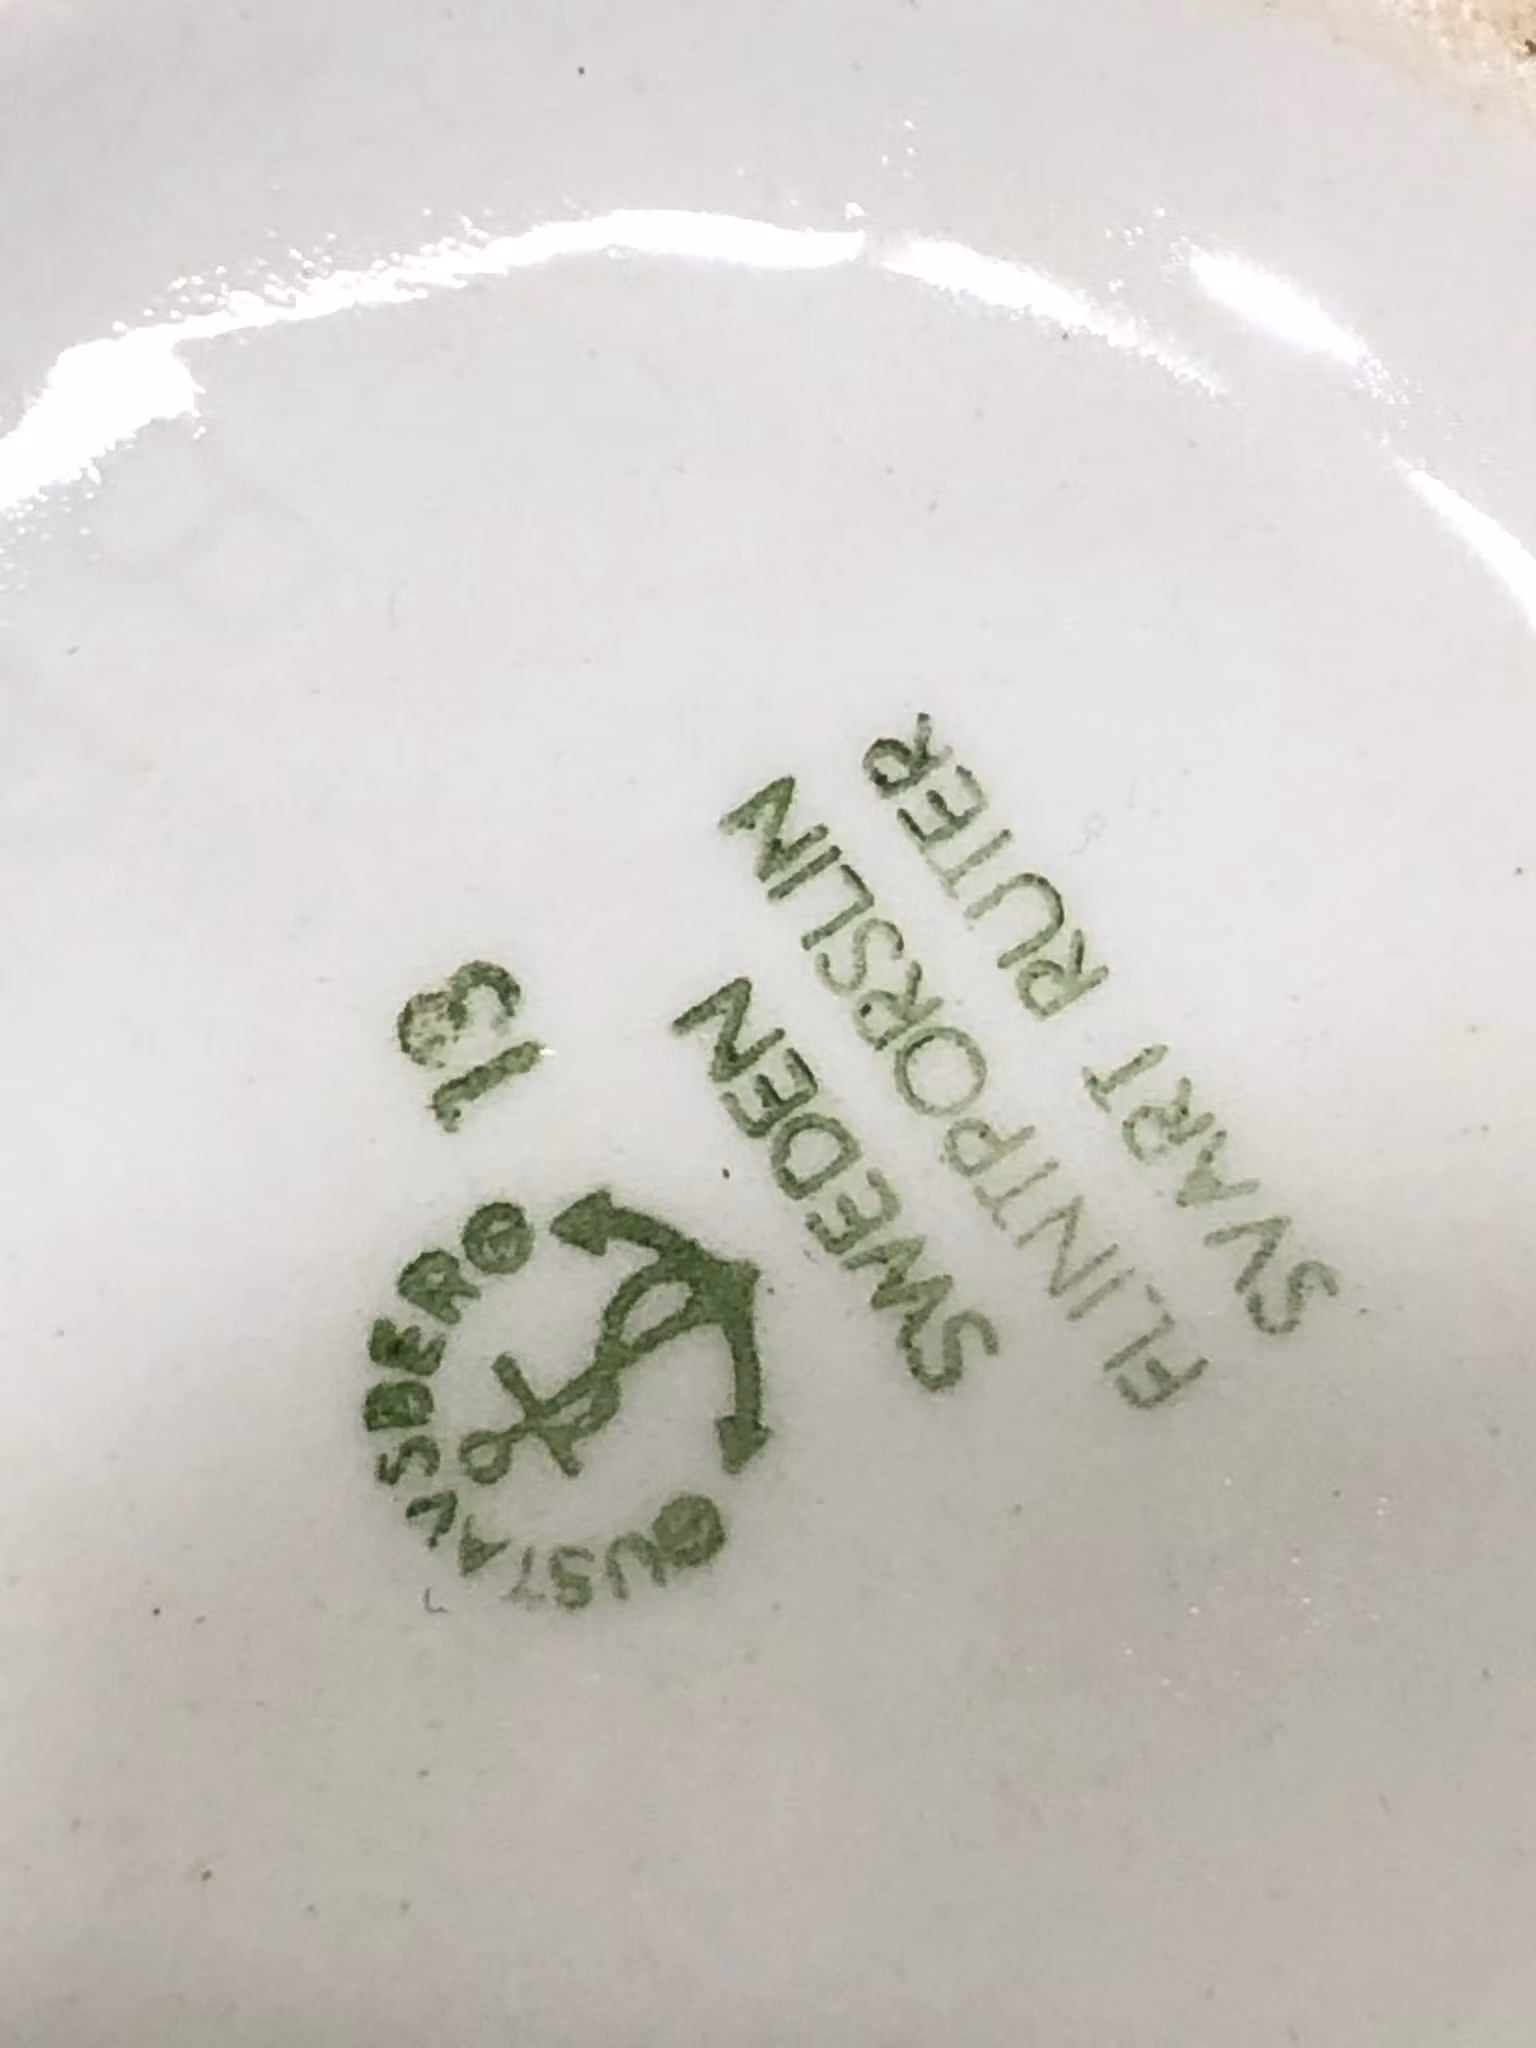 GUSTAVSBERG
13
SWEDEN
FLINTPORSLIN
SVART RUTER